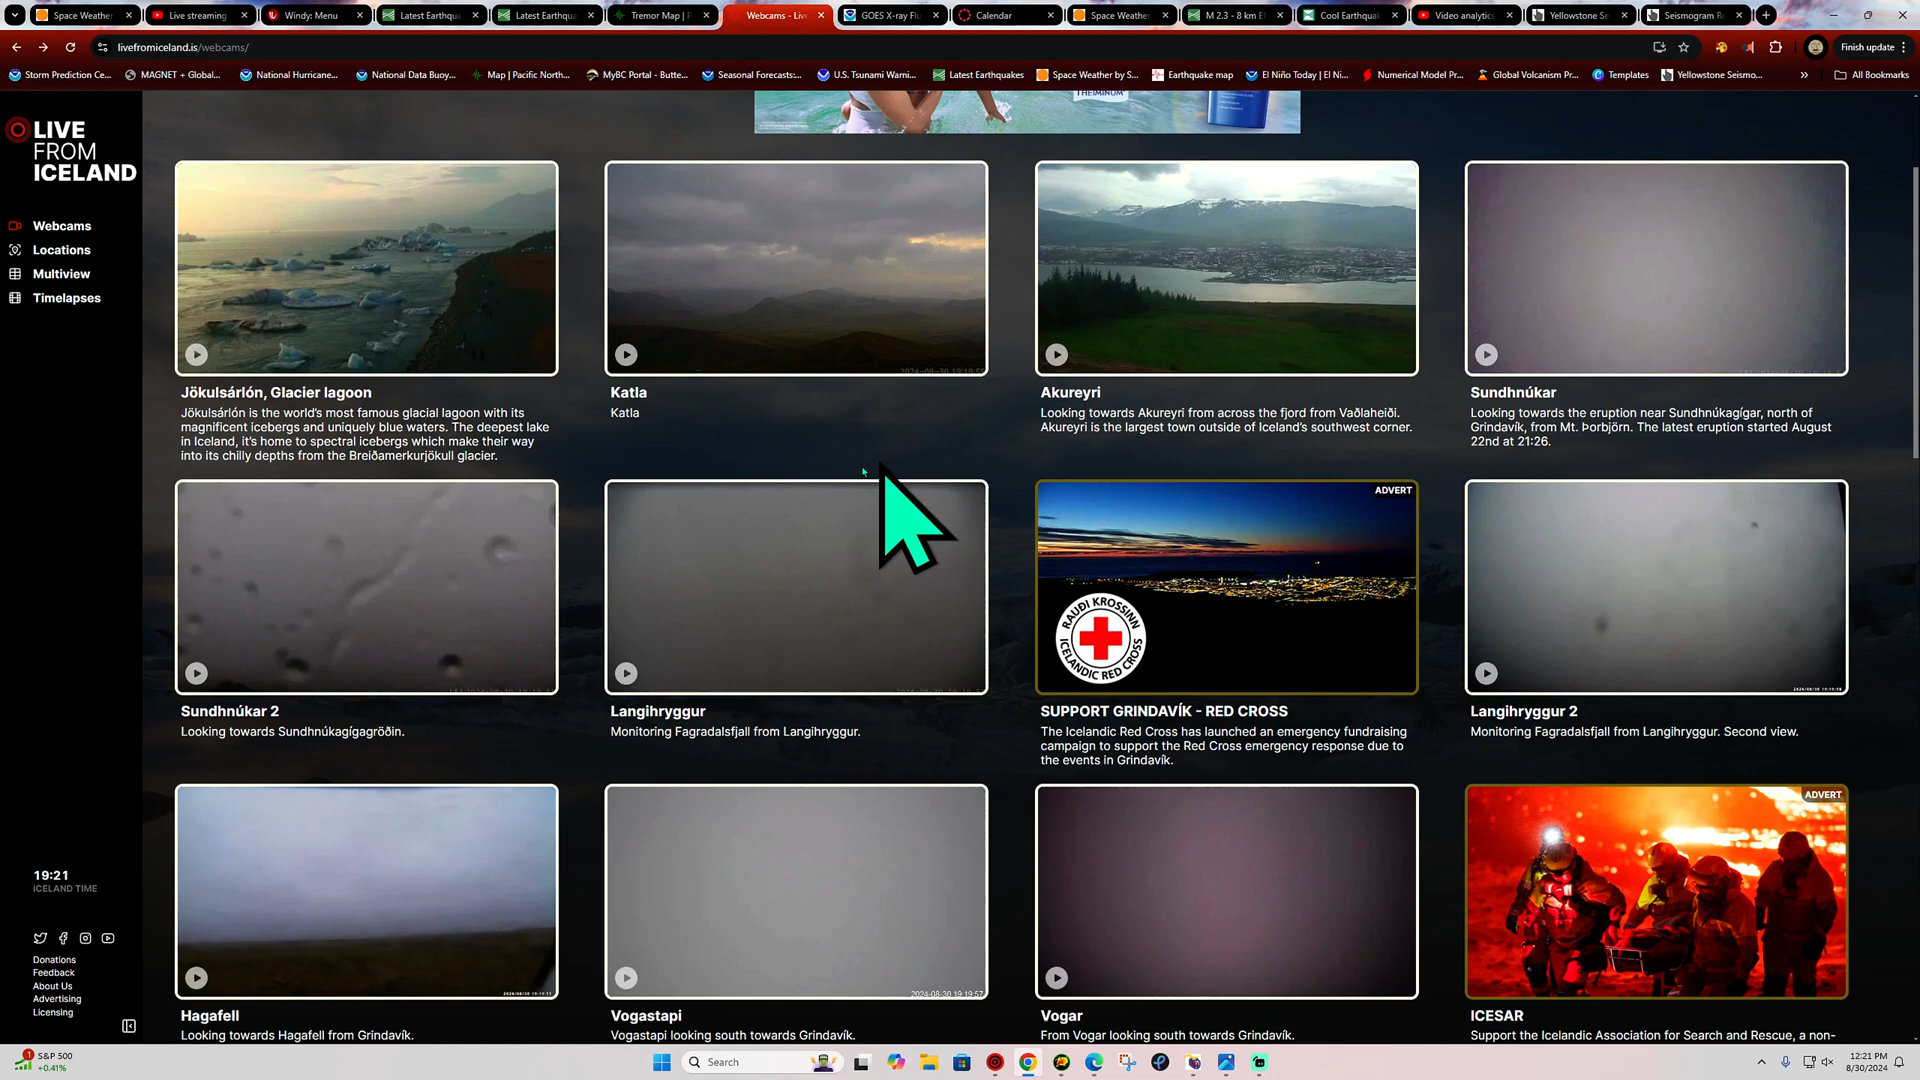 Space Weather
Live streaming
Windy: Menu
Latest Earthqua
Latest Earthqua
Tremor Map | P
Webcams - Live
GOES X-ray Flu
Calendar
Space Weather
M 2.3 - 8 km E
Cool Earthquak
Video analytics
Yellowstone Se
Seismogram R
livefromiceland.is/webcams/
Finish update
Storm Prediction Ce...
MAGNET + Global...
National Hurricane...
National Data Buoy...
Map | Pacific North...
MyBC Portal - Butte...
Seasonal Forecasts:...
U.S. Tsunami Warni...
Latest Earthquakes
Space Weather by S...
Earthquake map
El Niño Today | El Ni...
Numerical Model Pr...
Global Volcanism Pr...
Templates
Yellowstone Seismo...
All Bookmarks
LIVE
FROM
ICELAND
Webcams
Locations
Multiview
Timelapses
19:21
ICELAND TIME
Donations
Feedback
About Us
Advertising
Licensing
Jökulsárlón, Glacier lagoon
Jökulsárlón is the world's most famous glacial lagoon with its
magnificent icebergs and uniquely blue waters. The deepest lake
in Iceland, it's home to spectral icebergs which make their way
into its chilly depths from the Breiðamerkurjökull glacier.
Katla
Katla
Akureyri
Looking towards Akureyri from across the fjord from Vaðlaheiði.
Akureyri is the largest town outside of Iceland's southwest corner.
Sundhnúkar
Looking towards the eruption near Sundhnúkagígar, north of
Grindavík, from Mt. Þorbjörn. The latest eruption started August
22nd at 21:26.
Sundhnúkar 2
Looking towards Sundhnúkagígagröðin.
Langihryggur
Monitoring Fagradalsfjall from Langihryggur.
ADVERT
RAUÐI KROSSINN
ICELANDIC RED CROSS
SUPPORT GRINDAVÍK - RED CROSS
The Icelandic Red Cross has launched an emergency fundraising
campaign to support the Red Cross emergency response due to
the events in Grindavík.
Langihryggur 2
Monitoring Fagradalsfjall from Langihryggur. Second view.
Hagafell
Looking towards Hagafell from Grindavík.
2024-08-30 19:19:57
Vogastapi
Vogastapi looking south towards Grindavík.
Vogar
From Vogar looking south towards Grindavík.
ADVERT
ICESAR
Support the Icelandic Association for Search and Rescue, a non-
1
S&P 500
+0.41%
Search
12:21 PM
8/30/2024